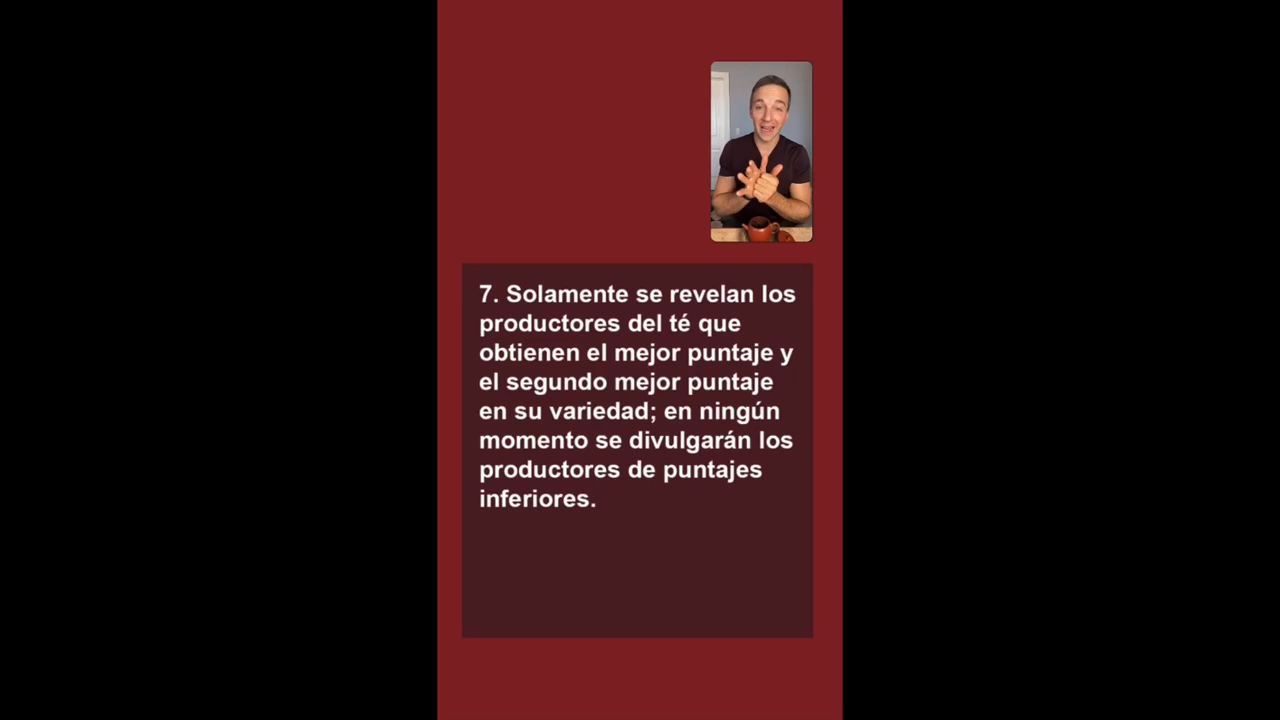 7. Solamente se revelan los
productores del té que
obtienen el mejor puntaje y
el segundo mejor puntaje
en su variedad; en ningún
momento se divulgarán los
productores de puntajes
inferiores.